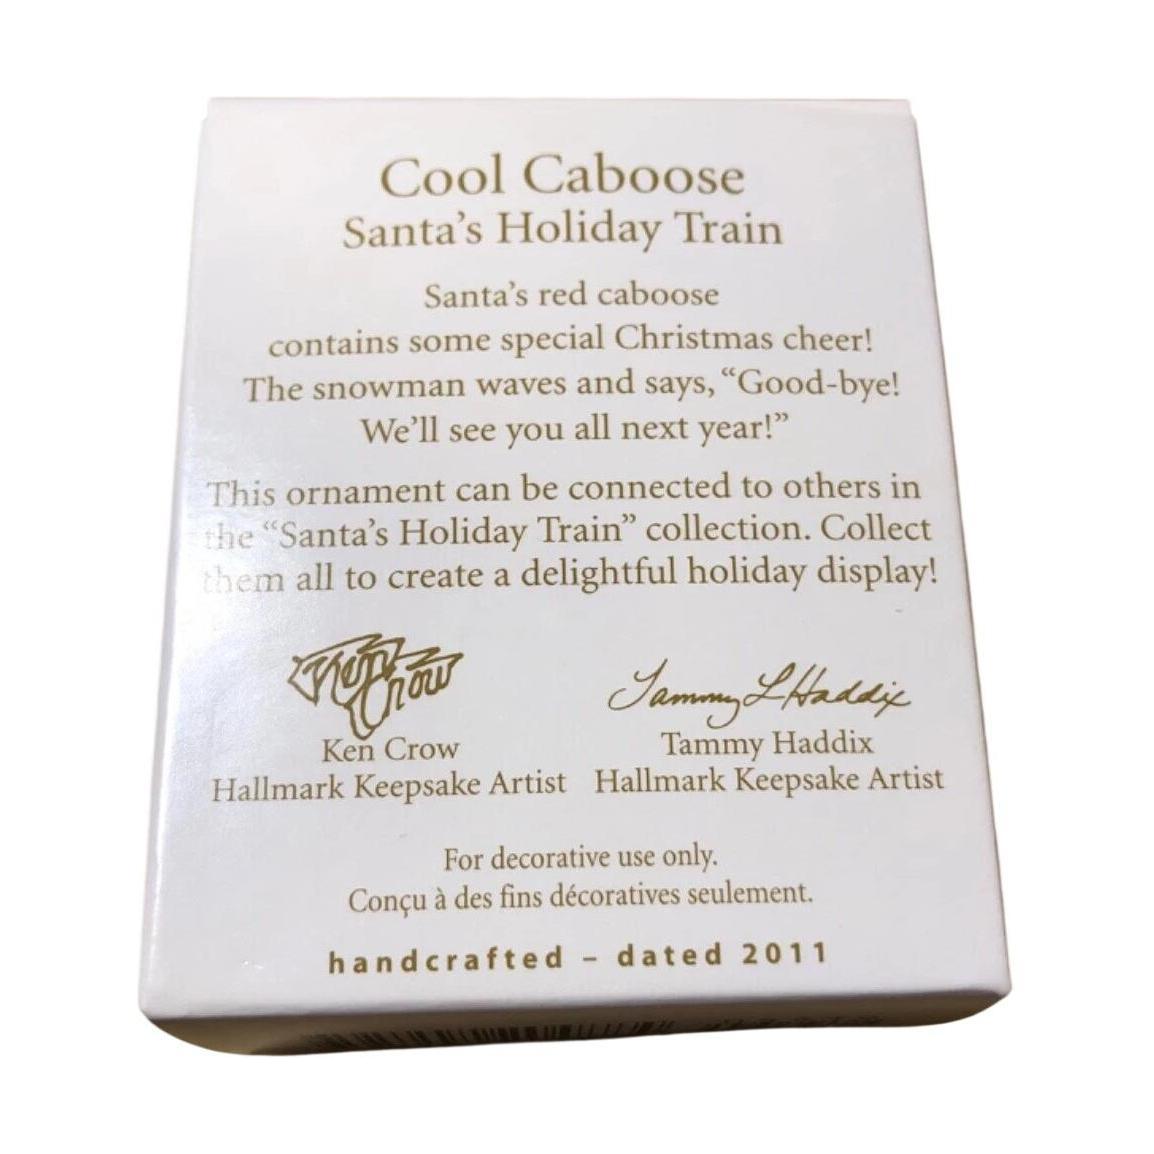 Cool Caboose
Santa's Holiday Train
Santa's red caboose
contains some special Christmas cheer!
The snowman waves and says, “Good-bye!
We'll see you all next year!”
This ornament can be connected to others in
the “Santa's Holiday Train” collection. Collect
them all to create a delightful holiday display!
Ken Crow
Tammy L Haddix
Ken Crow
Tammy Haddix
Hallmark Keepsake Artist
Hallmark Keepsake Artist
For decorative use only.
Conçu à des fins décoratives seulement.
handcrafted – dated 2011